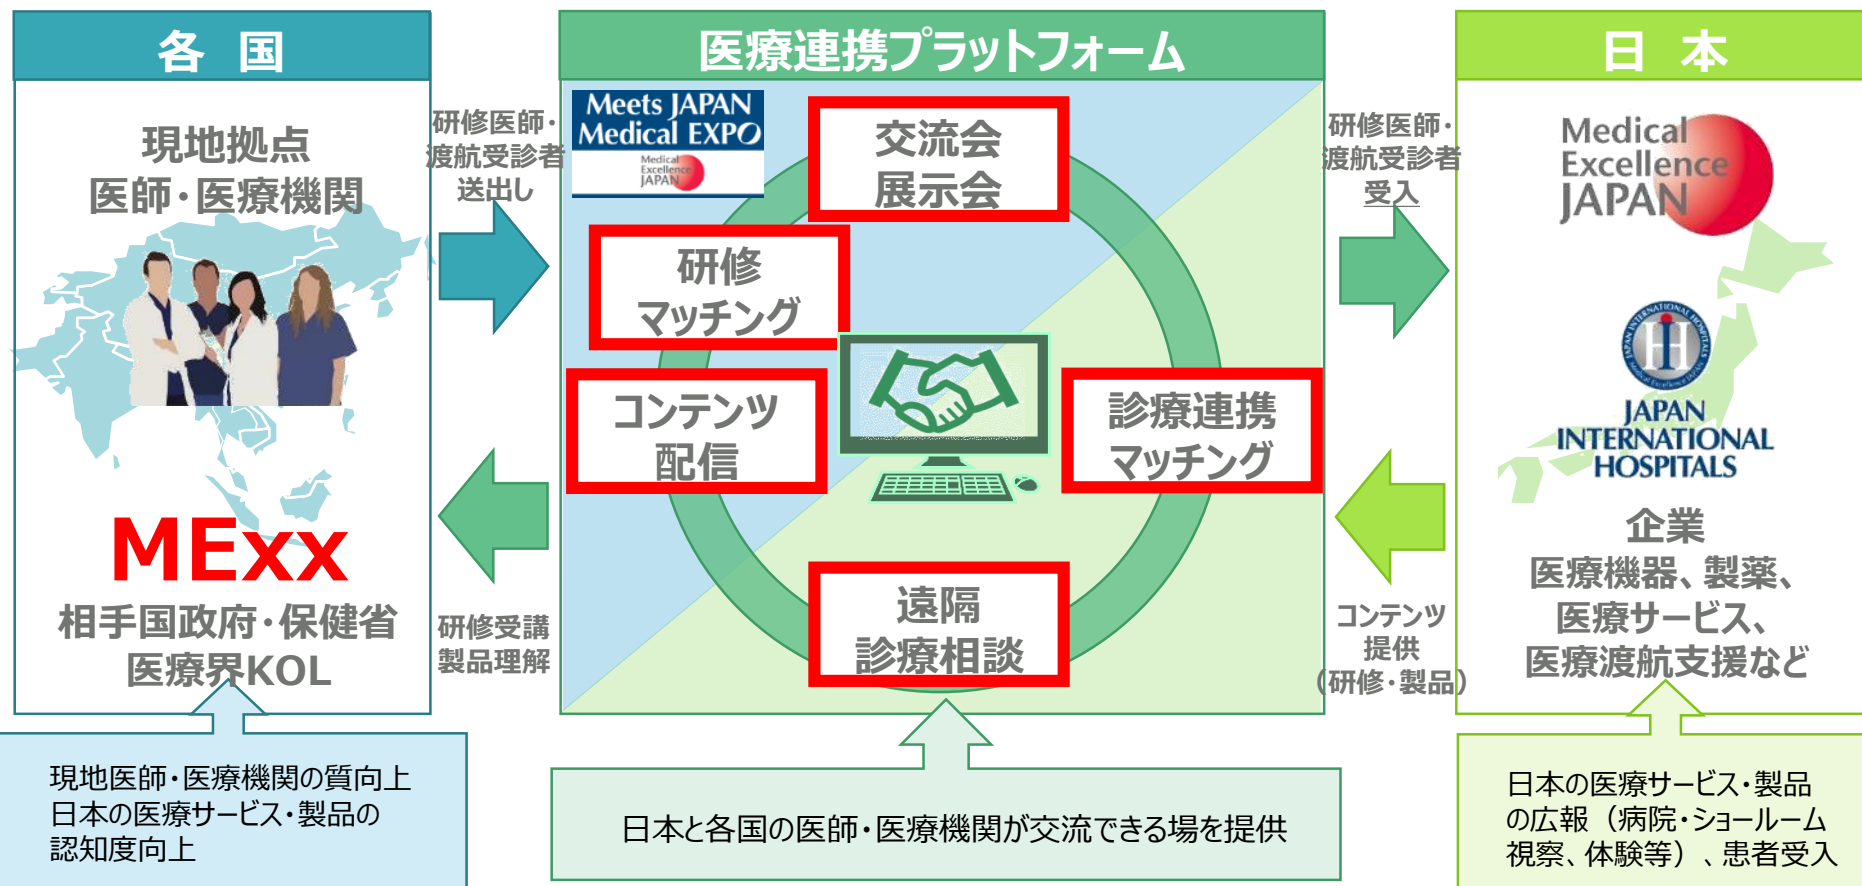 各 国
現地拠点
医師・医療機関
MExx
相手国政府・保健省
医療界KOL
現地医師・医療機関の質向上
日本の医療サービス・製品の
認知度向上
研修医師・
渡航受診者
送出し
研修受講
製品理解
医療連携プラットフォーム
Meets JAPAN
Medical EXPO
Medical
Excellence
JAPAN
交流会
展示会
研修
マッチング
コンテンツ
配信
診療連携
マッチング
遠隔
診療相談
日本と各国の医師・医療機関が交流できる場を提供
研修医師・
渡航受診者
受入
コンテンツ
提供
（研修・製品）
日 本
Medical
Excellence
JAPAN
JAPAN INTERNATIONAL HOSPITALS
Medical Excellence JAPAN
JAPAN
INTERNATIONAL
HOSPITALS
企業
医療機器、製薬、
医療サービス、
医療渡航支援など
日本の医療サービス・製品
の広報（病院・ショールーム
視察、体験等）、患者受入